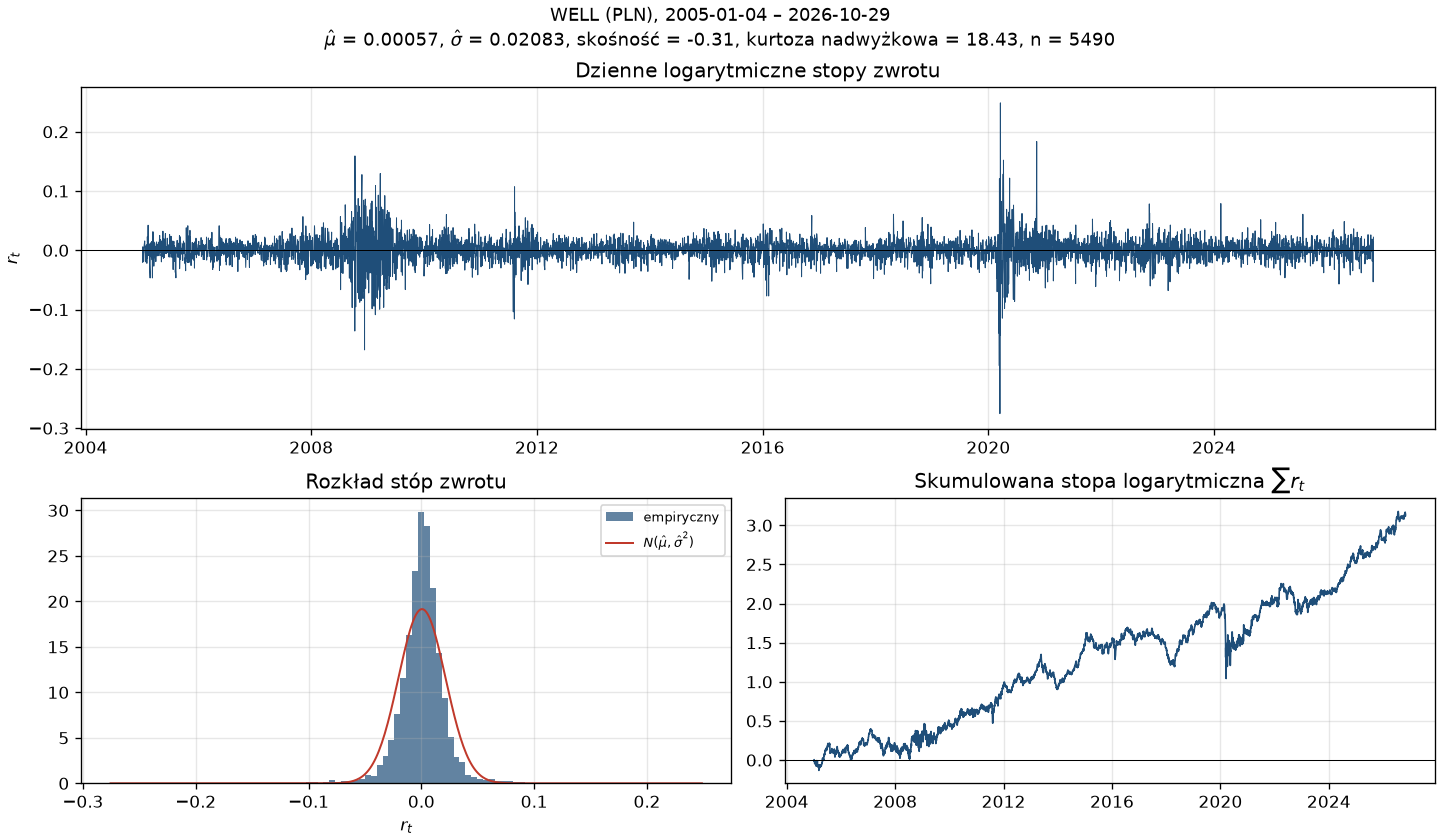 WELL (PLN), 2005-01-04 – 2026-10-29
μ̂ = 0.00057, σ̂ = 0.02083, skośność = -0.31, kurtoza nadwyżkowa = 18.43, n = 5490
Dzienne logarytmiczne stopy zwrotu
0.2
0.1
0.0
−0.1
−0.2
−0.3
r_t
2004 2008 2012 2016 2020 2024
Rozkład stóp zwrotu
30
25
20
15
10
5
0
empiryczny
N(μ̂, σ̂²)
−0.3 −0.2 −0.1 0.0 0.1 0.2
r_t
Skumulowana stopa logarytmiczna ∑r_t
3.0
2.5
2.0
1.5
1.0
0.5
0.0
2004 2008 2012 2016 2020 2024